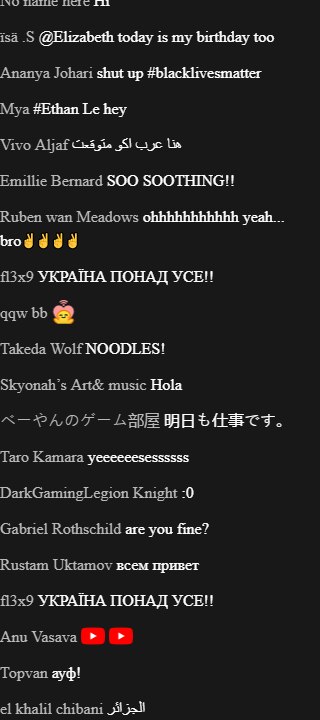 No name here Hi
ïsä .S @Elizabeth today is my birthday too
Ananya Johari shut up #blacklivesmatter
Mya #Ethan Le hey
Vivo Aljaf هنا عرب اكو متوقعت
Emillie Bernard SOO SOOTHING!!
Ruben wan Meadows ohhhhhhhhhhh yeah...
bro✌✌✌✌
fl3x9 УКРАЇНА ПОНАД УСЕ!!
qqw bb
Takeda Wolf NOODLES!
Skyonah's Art& music Hola
べーやんのゲーム部屋 明日も仕事です。
Taro Kamara yeeeeeesessssss
DarkGamingLegion Knight :0
Gabriel Rothschild are you fine?
Rustam Uktamov всем привет
fl3x9 УКРАЇНА ПОНАД УСЕ!!
Anu Vasava
Topvan ауф!
el khalil chibani الجزائر